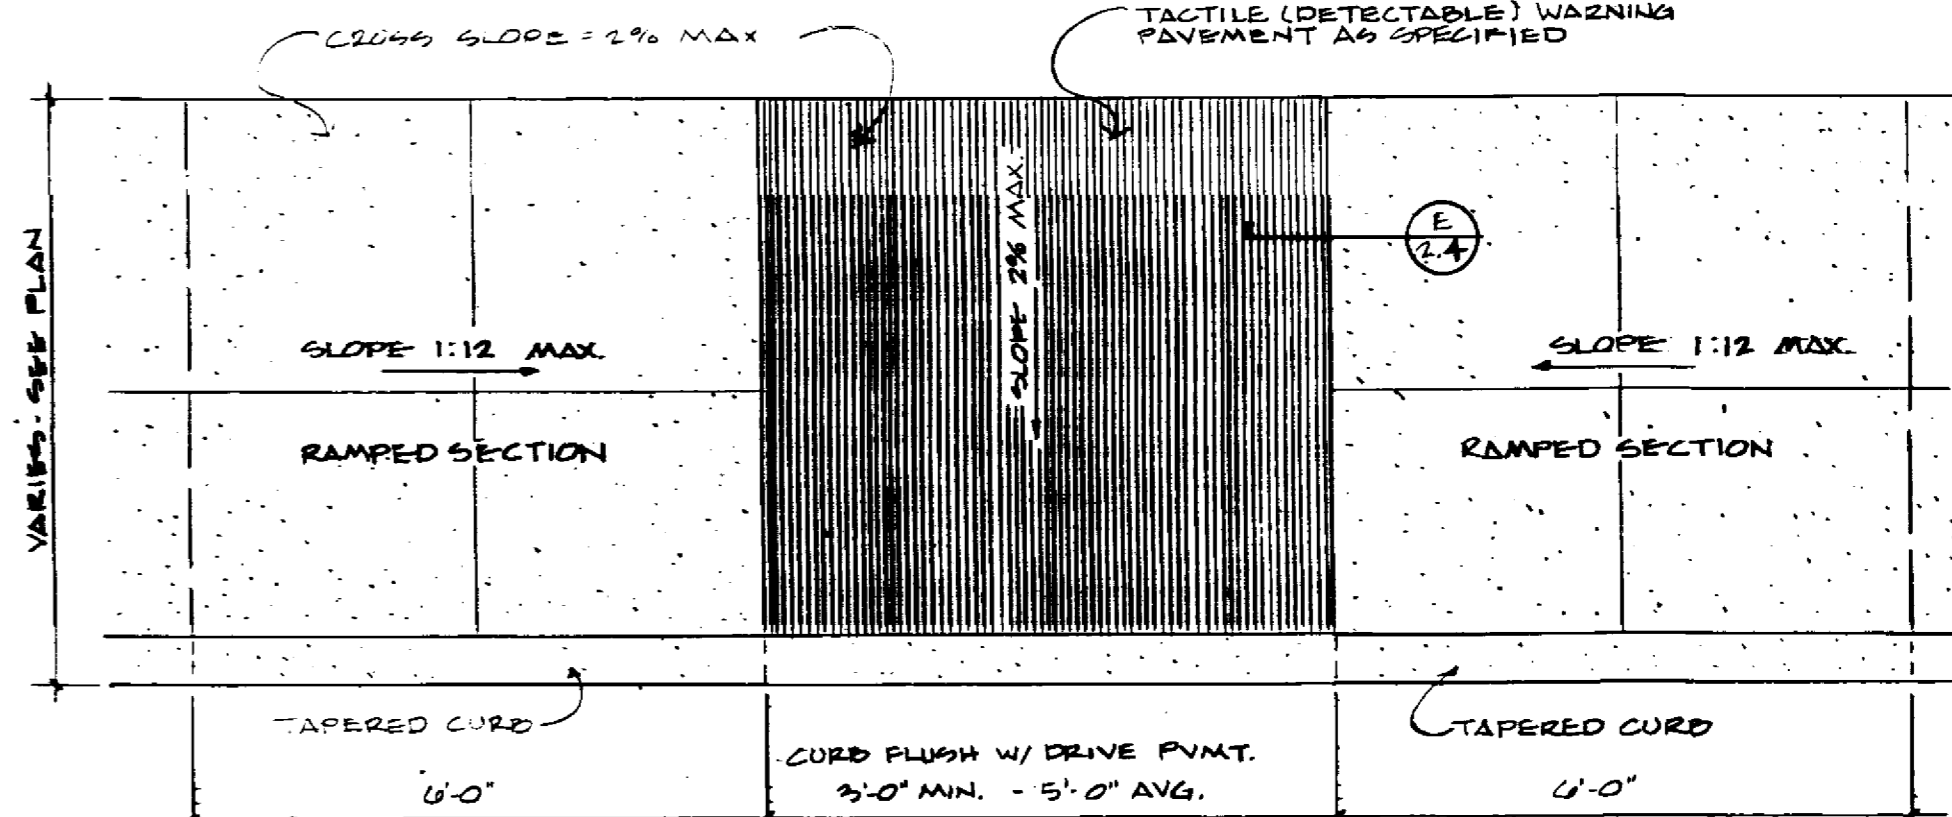 CROSS SLOPE = 2% MAX
TACTILE (DETECTABLE) WARNING
PAVEMENT AS SPECIFIED
VARIES - SEE PLAN
SLOPE 2% MAX.
E
2.4
SLOPE 1:12 MAX.
SLOPE 1:12 MAX.
RAMPED SECTION
RAMPED SECTION
TAPERED CURB
TAPERED CURB
CURB FLUSH W/ DRIVE PVMT.
6'-0"
3'-0" MIN. - 5'-0" AVG.
6'-0"